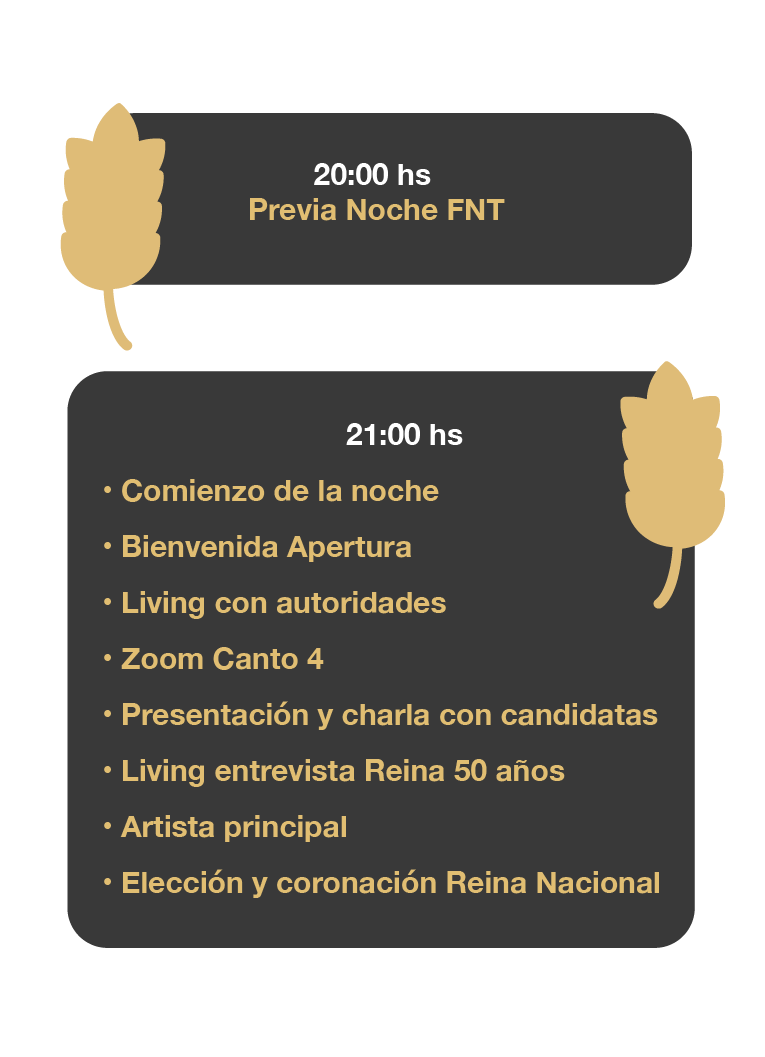 20:00 hs
Previa Noche FNT
21:00 hs
• Comienzo de la noche
• Bienvenida Apertura
• Living con autoridades
• Zoom Canto 4
• Presentación y charla con candidatas
• Living entrevista Reina 50 años
• Artista principal
• Elección y coronación Reina Nacional